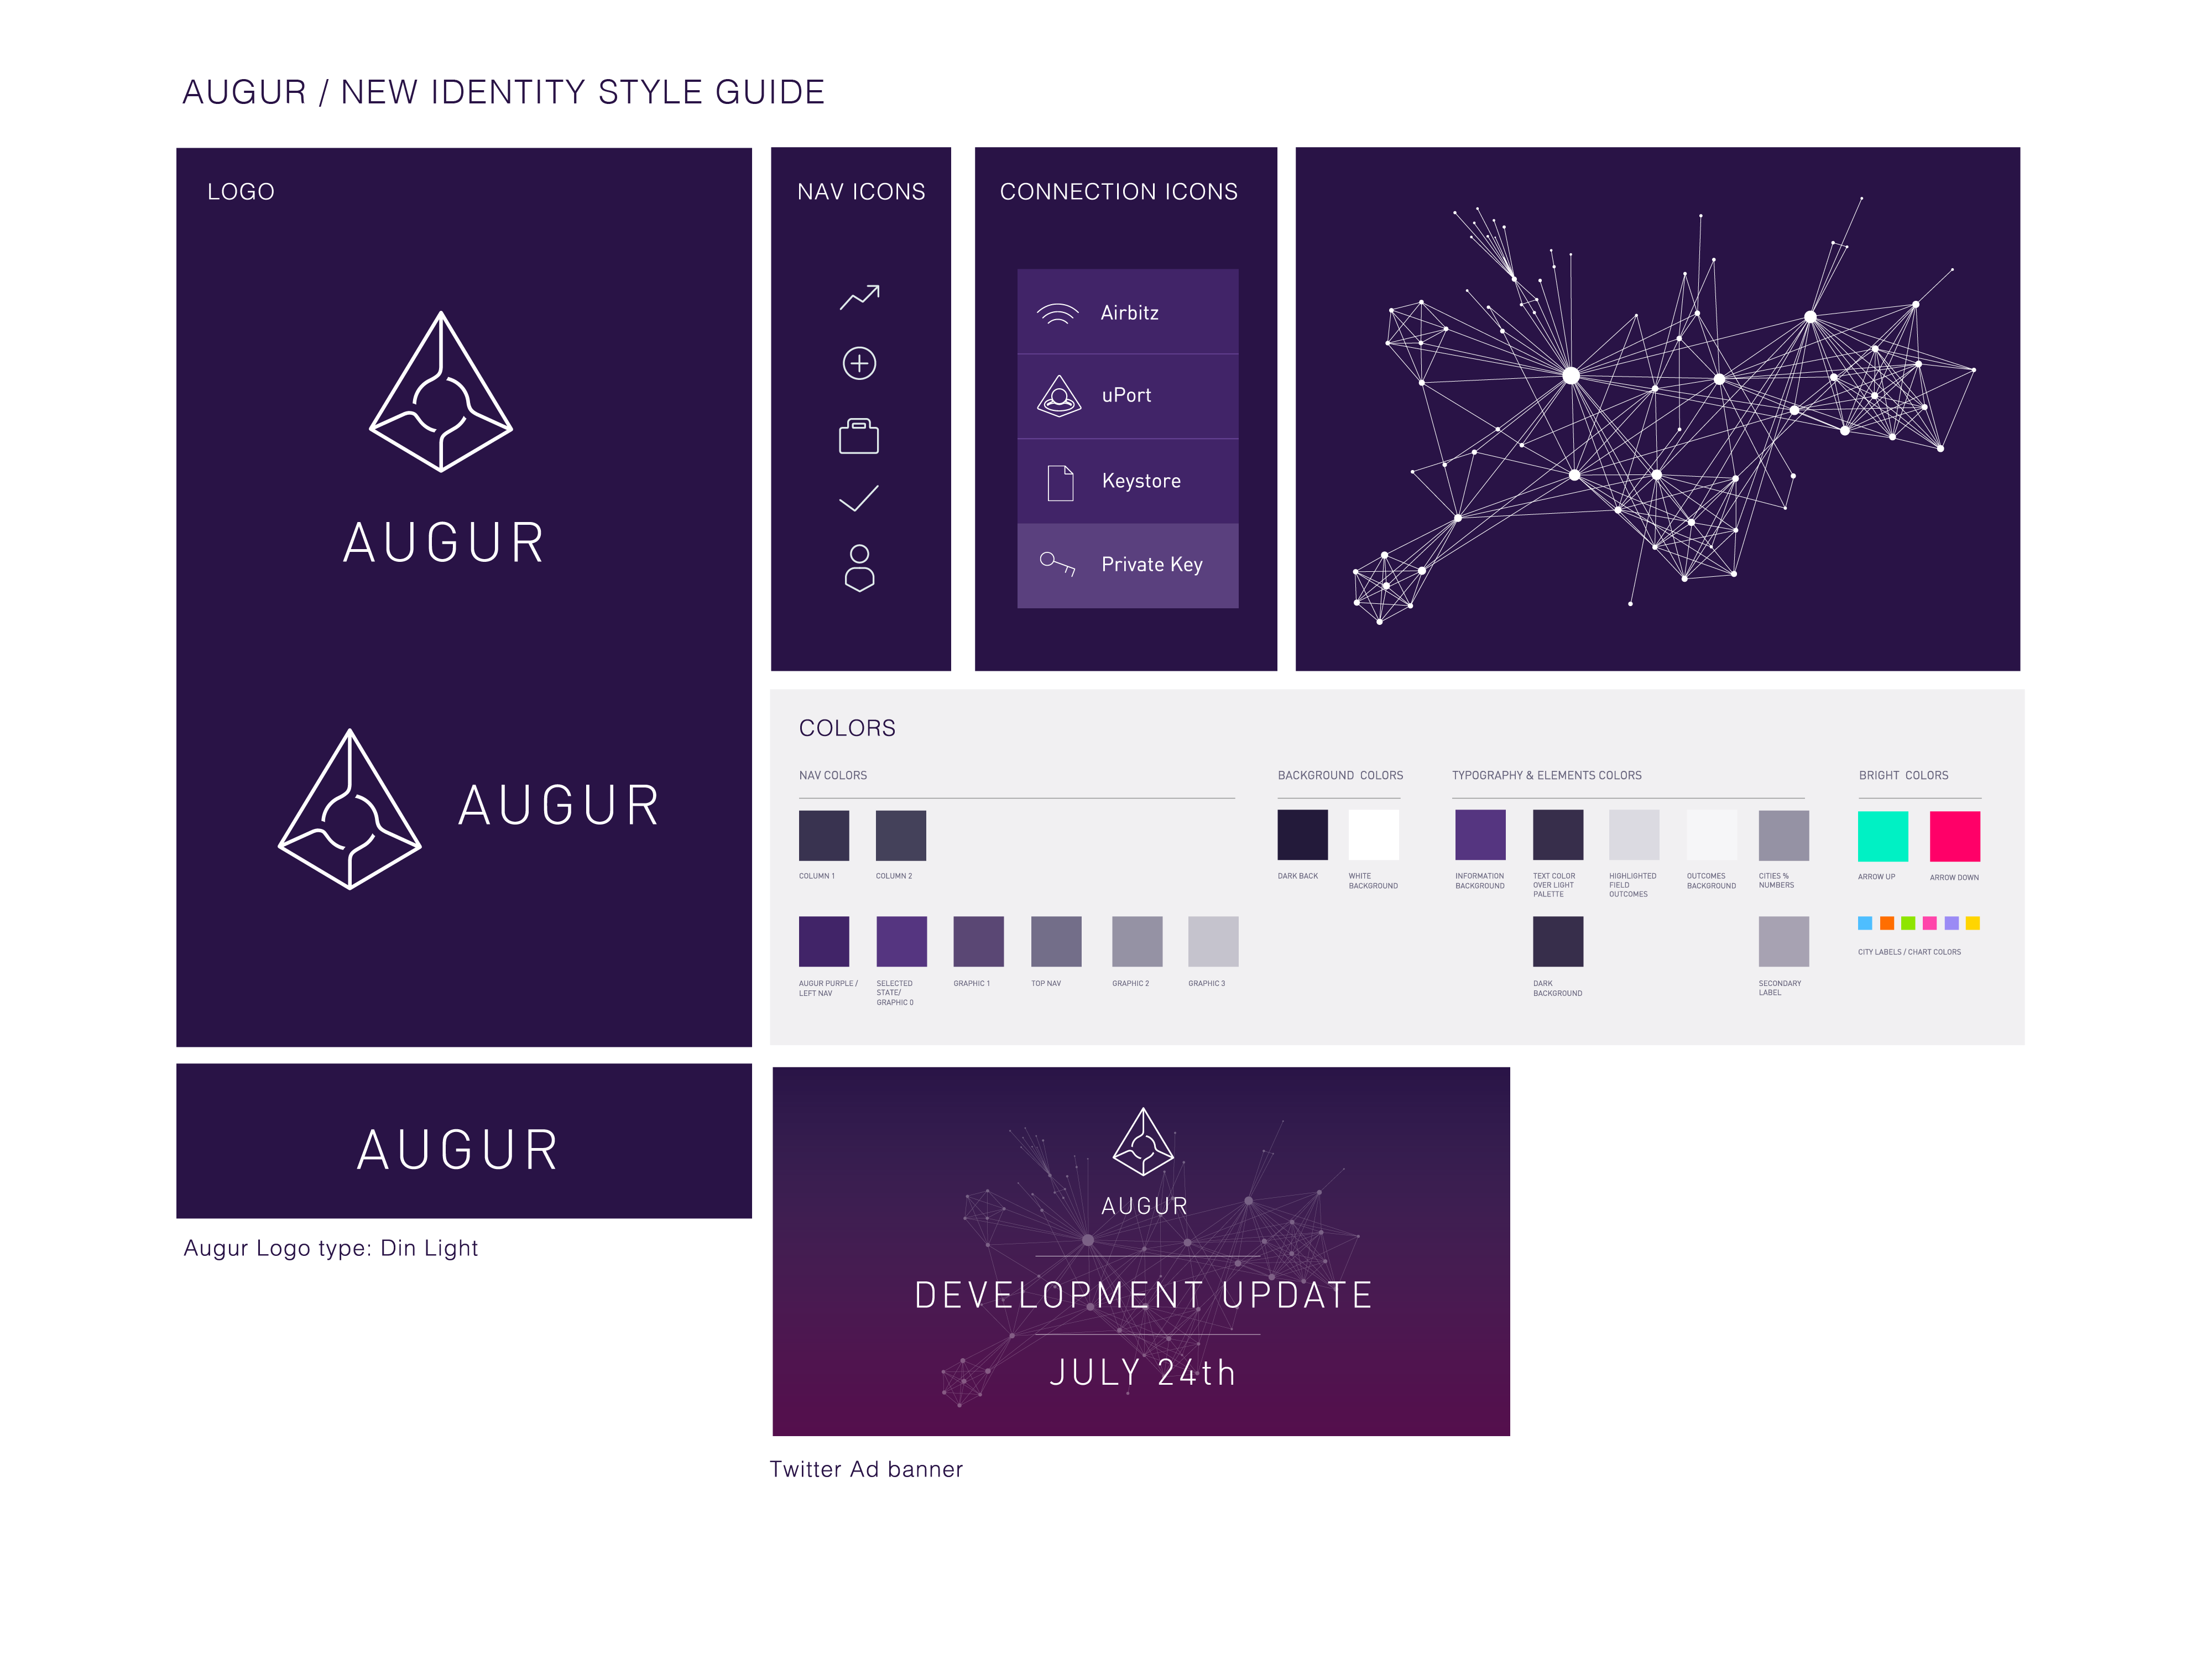 AUGUR / NEW IDENTITY STYLE GUIDE
LOGO
AUGUR
AUGUR
AUGUR
Augur Logo type: Din Light
NAV ICONS
CONNECTION ICONS
Airbitz
uPort
Keystore
Private Key
COLORS
NAV COLORS
COLUMN 1
COLUMN 2
AUGUR PURPLE /
LEFT NAV
SELECTED
STATE/
GRAPHIC 0
GRAPHIC 1
TOP NAV
GRAPHIC 2
GRAPHIC 3
BACKGROUND COLORS
DARK BACK
WHITE
BACKGROUND
TYPOGRAPHY & ELEMENTS COLORS
INFORMATION
BACKGROUND
TEXT COLOR
OVER LIGHT
PALETTE
HIGHLIGHTED
FIELD
OUTCOMES
OUTCOMES
BACKGROUND
CITIES %
NUMBERS
DARK
BACKGROUND
SECONDARY
LABEL
BRIGHT COLORS
ARROW UP
ARROW DOWN
CITY LABELS / CHART COLORS
AUGUR
DEVELOPMENT UPDATE
JULY 24th
Twitter Ad banner